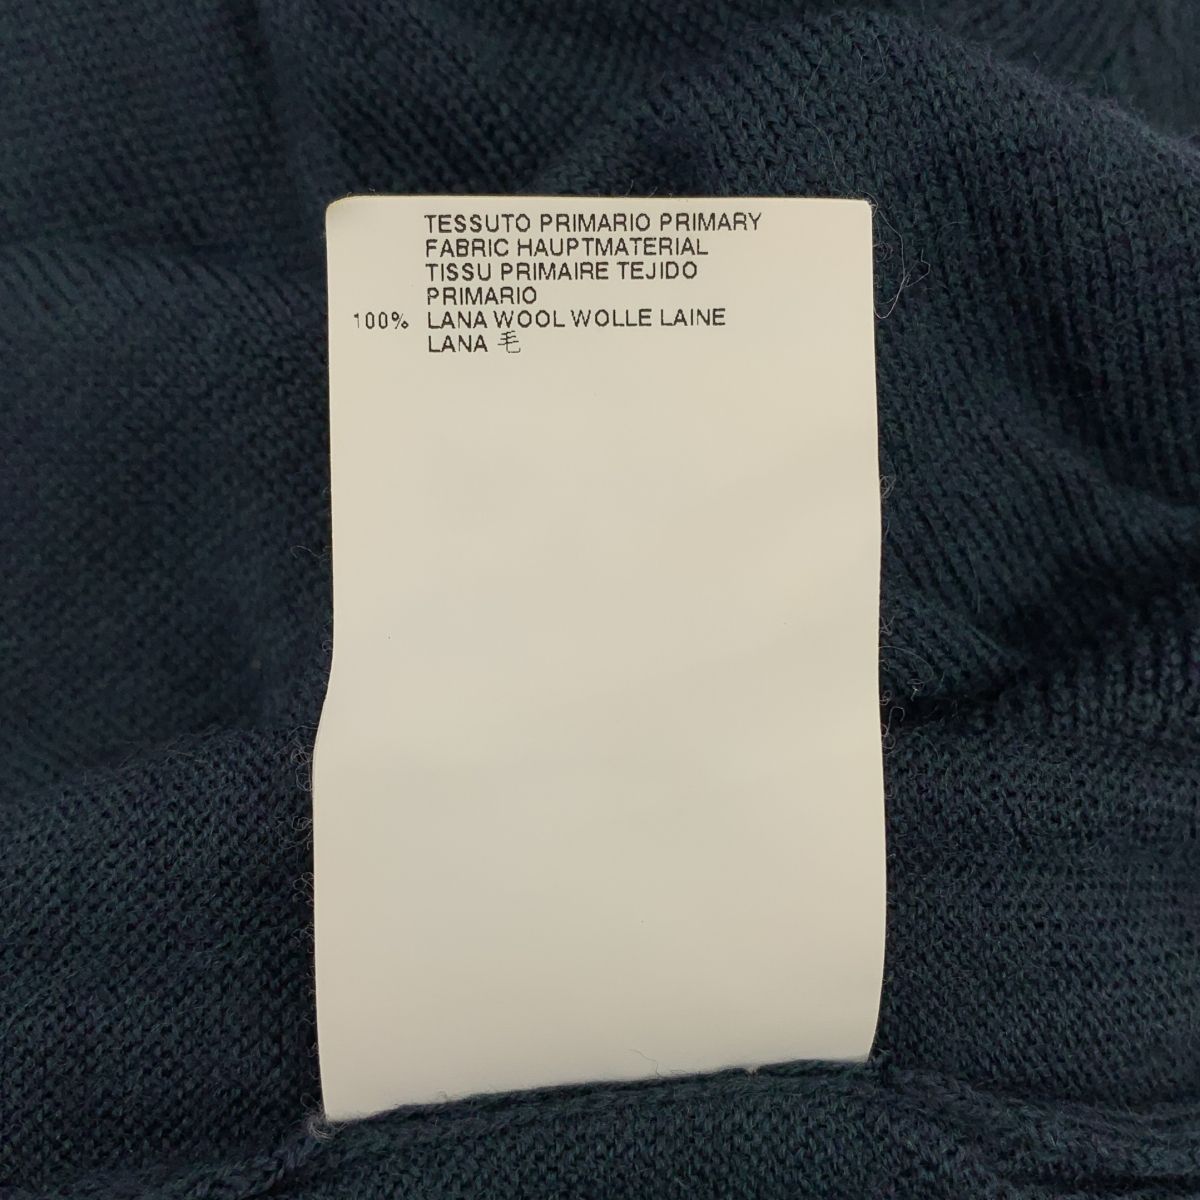 TESSUTO PRIMARIO PRIMARY
FABRIC HAUPTMATERIAL
TISSU PRIMAIRE TEJIDO
PRIMARIO
100% LANA WOOL WOLLE LAINE
LANA 毛